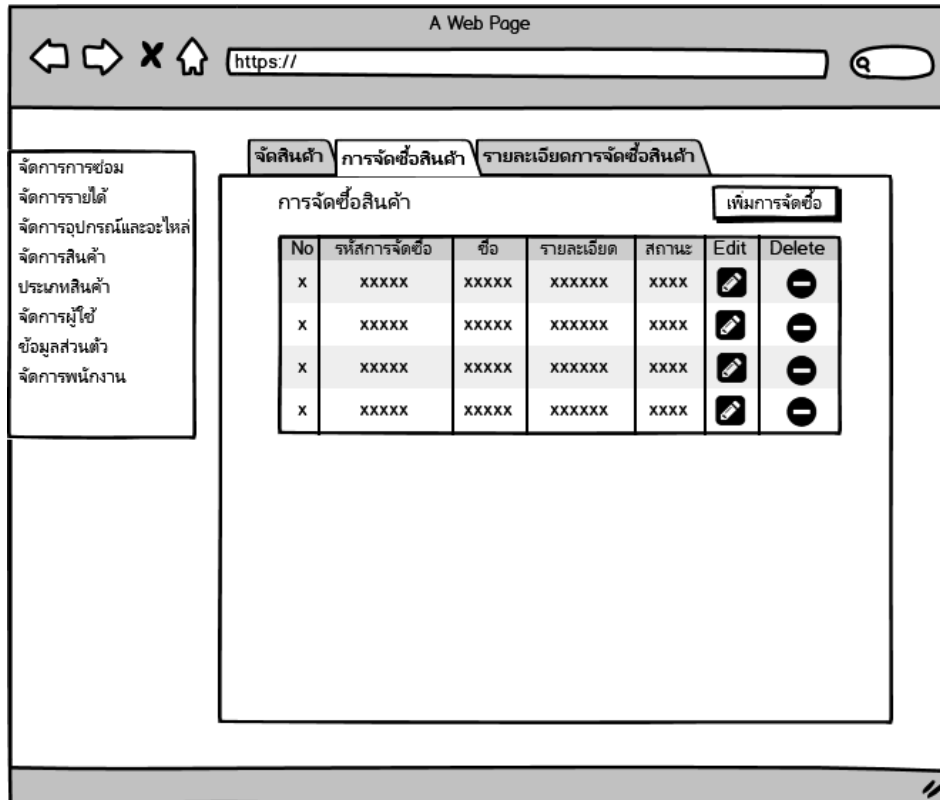 A Web Page
https://
จัดการการซ่อม
จัดการรายได้
จัดการอุปกรณ์และอะไหล่
จัดการสินค้า
ประเภทสินค้า
จัดการผู้ใช้
ข้อมูลส่วนตัว
จัดการพนักงาน
จัดสินค้า การจัดซื้อสินค้า รายละเอียดการจัดซื้อสินค้า
การจัดซื้อสินค้า เพิ่มการจัดซื้อ
No รหัสการจัดซื้อ ชื่อ รายละเอียด สถานะ Edit Delete
x xxxxx xxxxx xxxxxx xxxx
x xxxxx xxxxx xxxxxx xxxx
x xxxxx xxxxx xxxxxx xxxx
x xxxxx xxxxx xxxxxx xxxx